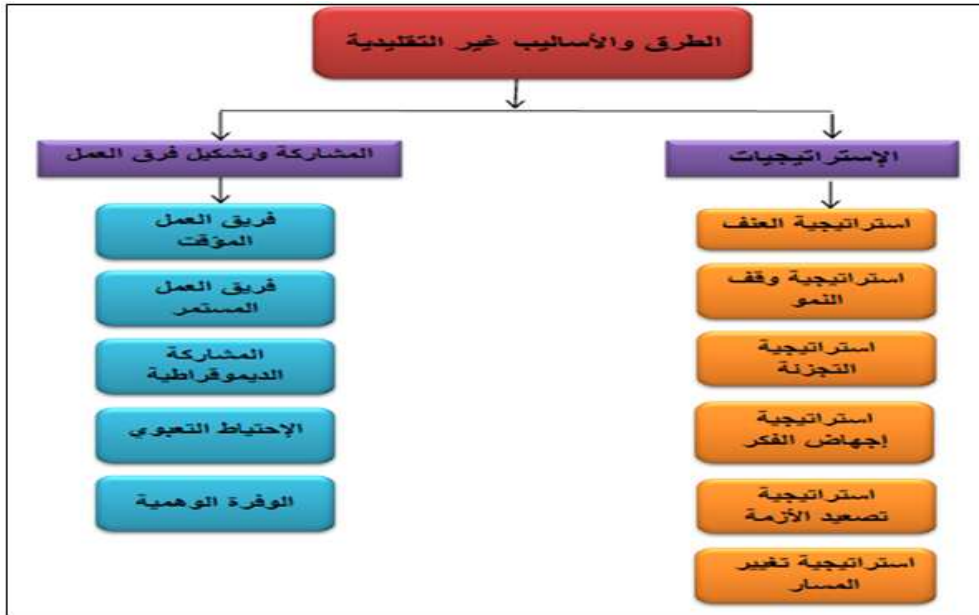 الطرق والأساليب غير التقليدية
الإستراتيجيات
استراتيجية العنف
استراتيجية وقف
النمو
استراتيجية
التجزئة
استراتيجية
إجهاض الفكر
استراتيجية
تصعيد الأزمة
استراتيجية تغيير
المسار
المشاركة وتشكيل فرق العمل
فريق العمل
المؤقت
فريق العمل
المستمر
المشاركة
الديموقراطية
الإحتياط التعبوي
الوفرة الوهمية